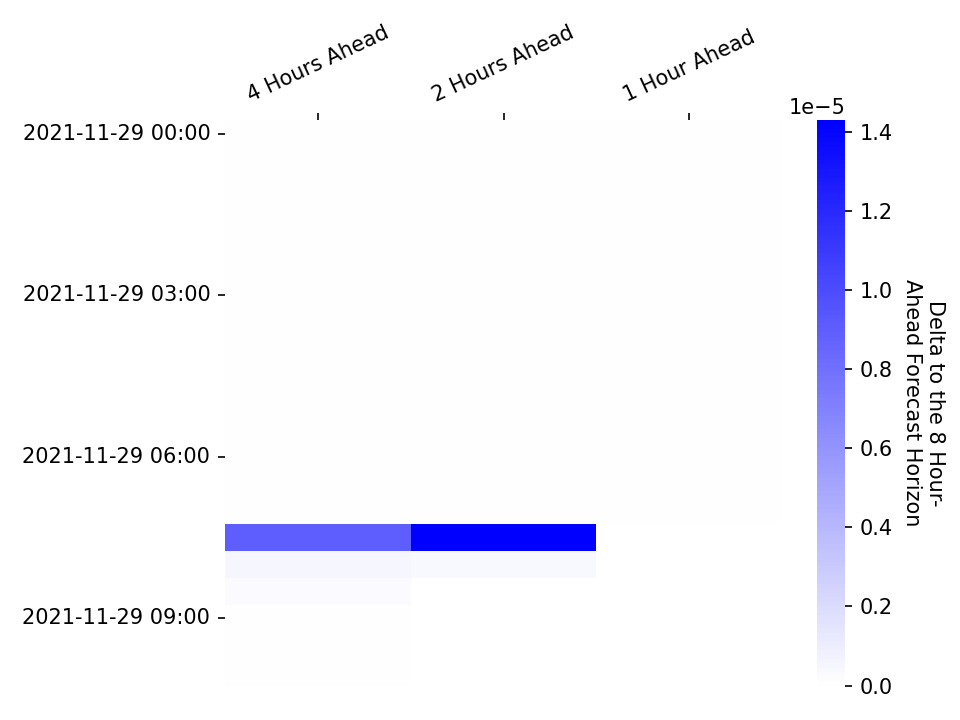 4 Hours Ahead
2 Hours Ahead
1 Hour Ahead
1e−5
2021-11-29 00:00
2021-11-29 03:00
2021-11-29 06:00
2021-11-29 09:00
1.4
1.2
1.0
0.8
0.6
0.4
0.2
0.0
Delta to the 8 Hour-
Ahead Forecast Horizon